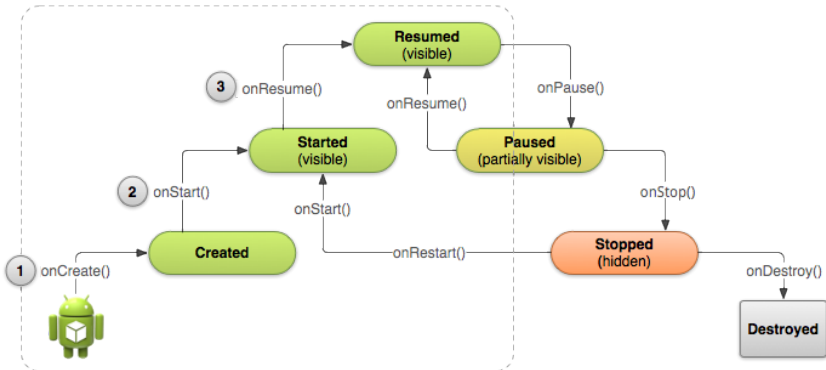 Resumed
(visible)
3
onResume()
onResume()
onPause()
Started
(visible)
Paused
(partially visible)
2
onStart()
onStart()
onStop()
Created
onRestart()
Stopped
(hidden)
1
onCreate()
onDestroy()
Destroyed